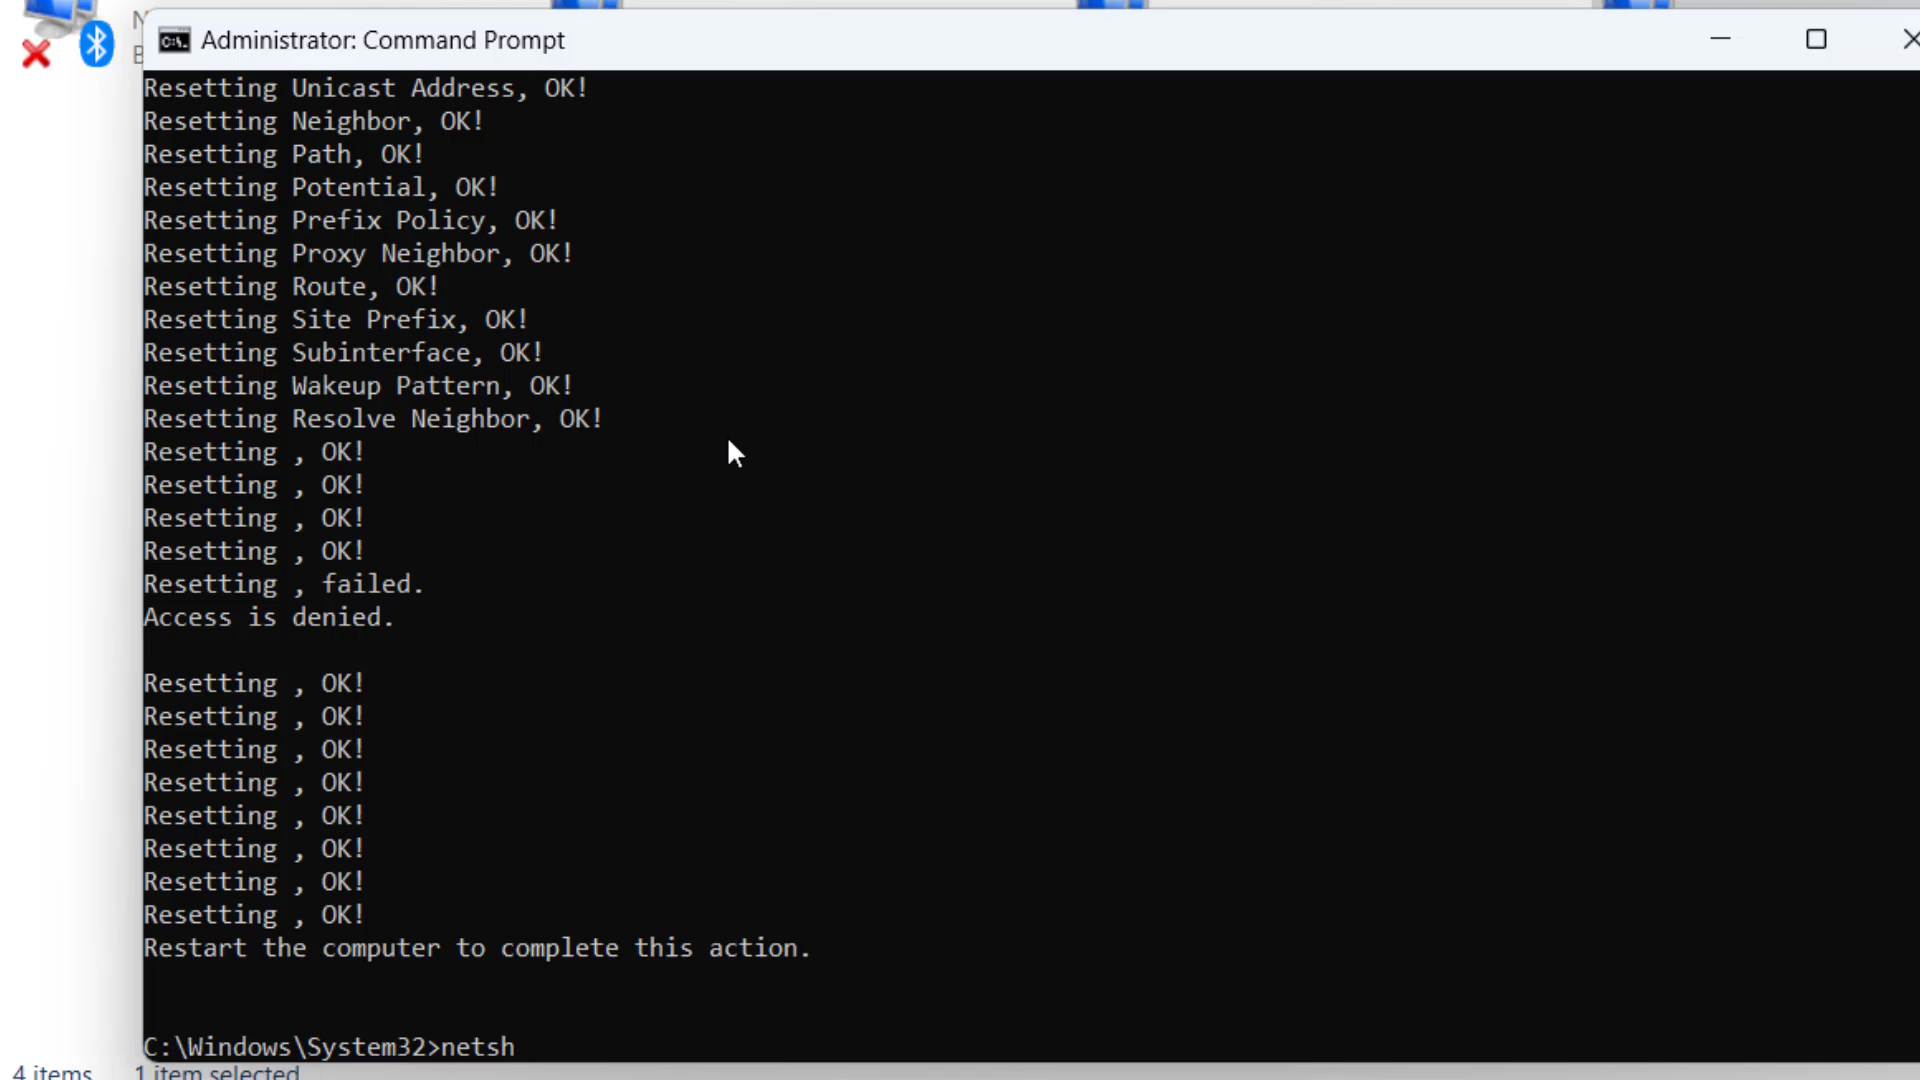 Administrator: Command Prompt
Resetting Unicast Address, OK!
Resetting Neighbor, OK!
Resetting Path, OK!
Resetting Potential, OK!
Resetting Prefix Policy, OK!
Resetting Proxy Neighbor, OK!
Resetting Route, OK!
Resetting Site Prefix, OK!
Resetting Subinterface, OK!
Resetting Wakeup Pattern, OK!
Resetting Resolve Neighbor, OK!
Resetting , OK!
Resetting , OK!
Resetting , OK!
Resetting , OK!
Resetting , failed.
Access is denied.
Resetting , OK!
Resetting , OK!
Resetting , OK!
Resetting , OK!
Resetting , OK!
Resetting , OK!
Resetting , OK!
Resetting , OK!
Restart the computer to complete this action.
C:\Windows\System32>netsh
4 items 1 item selected